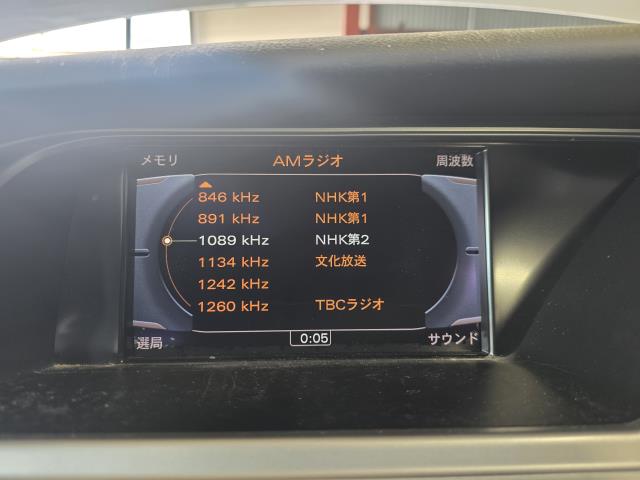 メモリ AMラジオ 周波数
846 kHz NHK第1
891 kHz NHK第1
1089 kHz NHK第2
1134 kHz 文化放送
1242 kHz
1260 kHz TBCラジオ
選局 0:05 サウンド